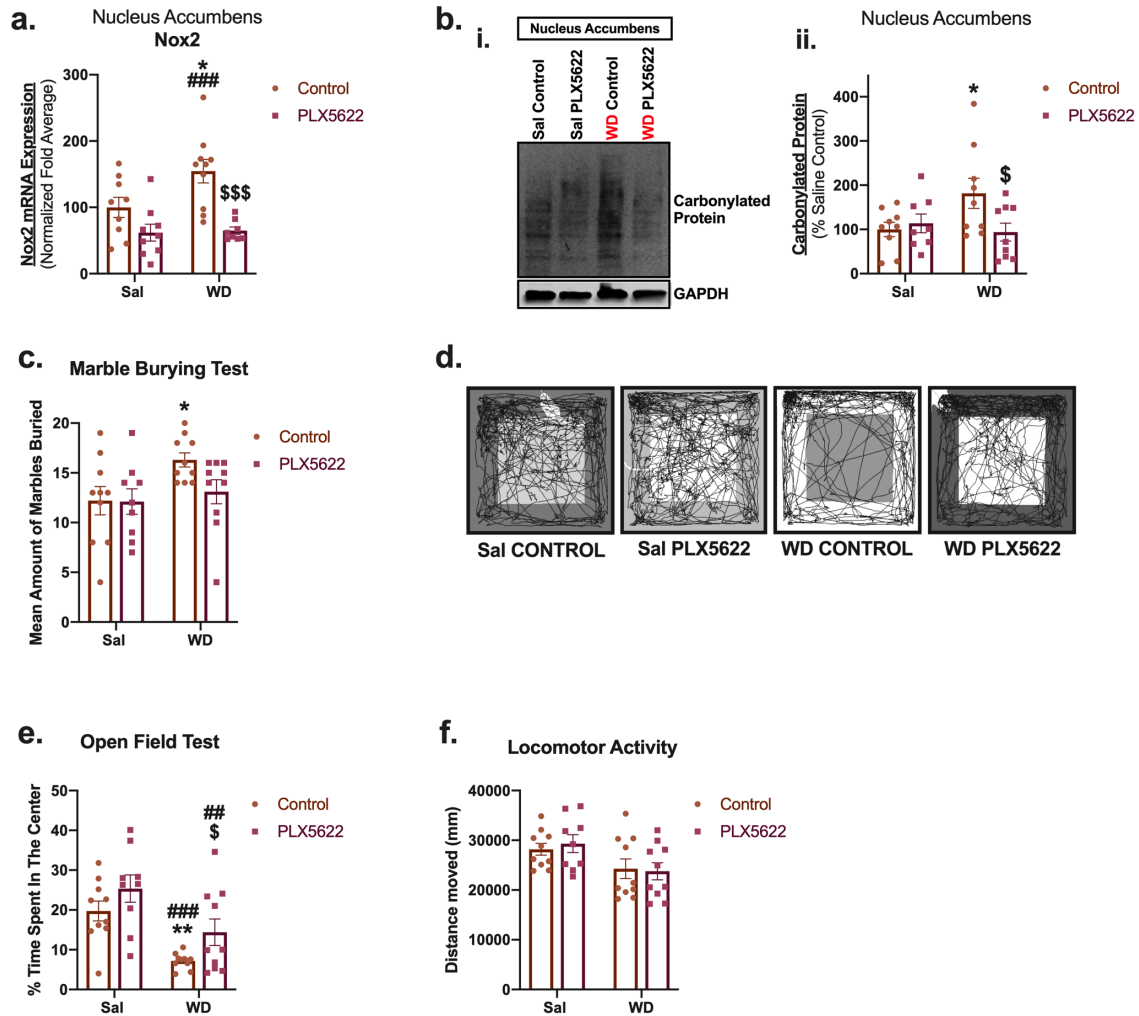 a.
Nucleus Accumbens
Nox2
Nox2 mRNA Expression
(Normalized Fold Average)
300
200
100
0
*
###
$$$
Sal
WD
Control
PLX5622
b.
i.
Nucleus Accumbens
Sal Control
Sal PLX5622
WD Control
WD PLX5622
Carbonylated
Protein
GAPDH
ii.
Nucleus Accumbens
Carbonylated Protein
(% Saline Control)
400
300
200
100
0
*
$
Sal
WD
Control
PLX5622
c.
Marble Burying Test
Mean Amount of Marbles Buried
20
15
10
5
0
*
Sal
WD
Control
PLX5622
d.
Sal CONTROL
Sal PLX5622
WD CONTROL
WD PLX5622
e.
Open Field Test
% Time Spent In The Center
50
40
30
20
10
0
###
**
##
$
Sal
WD
Control
PLX5622
f.
Locomotor Activity
Distance moved (mm)
40000
30000
20000
10000
0
Sal
WD
Control
PLX5622